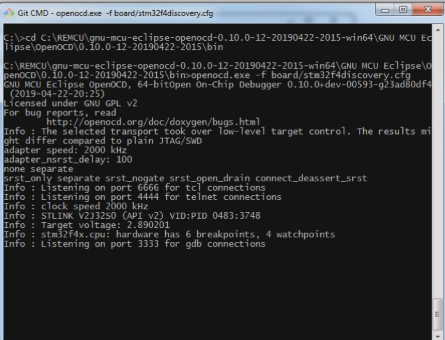 Git CMD - openocd.exe -f board/stm32f4discovery.cfg
C:\>cd C:\REMCU\gnu-mcu-eclipse-openocd-0.10.0-12-20190422-2015-win64\GNU MCU Ec
lipse\OpenOCD\0.10.0-12-20190422-2015\bin
C:\REMCU\gnu-mcu-eclipse-openocd-0.10.0-12-20190422-2015-win64\GNU MCU Eclipse\O
penOCD\0.10.0-12-20190422-2015\bin>openocd.exe -f board/stm32f4discovery.cfg
GNU MCU Eclipse OpenOCD, 64-bitOpen On-Chip Debugger 0.10.0+dev-00593-g23ad80df4
(2019-04-22-20:25)
Licensed under GNU GPL v2
For bug reports, read
http://openocd.org/doc/doxygen/bugs.html
Info : The selected transport took over low-level target control. The results mi
ght differ compared to plain JTAG/SWD
adapter speed: 2000 kHz
adapter_nsrst_delay: 100
none separate
srst_only separate srst_nogate srst_open_drain connect_deassert_srst
Info : Listening on port 6666 for tcl connections
Info : Listening on port 4444 for telnet connections
Info : clock speed 2000 kHz
Info : STLINK V2J32S0 (API v2) VID:PID 0483:3748
Info : Target voltage: 2.890201
Info : stm32f4x.cpu: hardware has 6 breakpoints, 4 watchpoints
Info : Listening on port 3333 for gdb connections